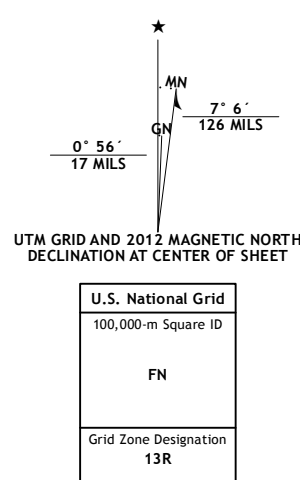 ★
MN
GN
7° 6´
126 MILS
0° 56´
17 MILS
UTM GRID AND 2012 MAGNETIC NORTH
DECLINATION AT CENTER OF SHEET
U.S. National Grid
100,000-m Square ID
FN
Grid Zone Designation
13R